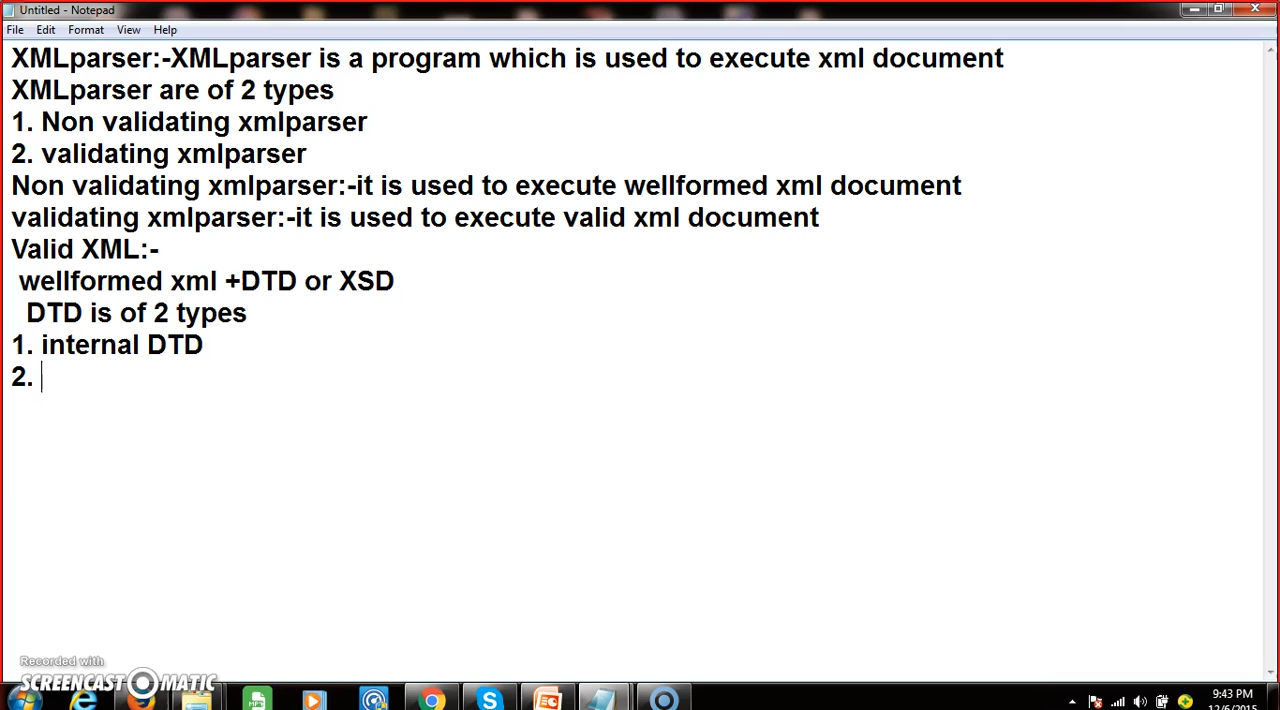 Untitled - Notepad
File Edit Format View Help
XMLparser:-XMLparser is a program which is used to execute xml document
XMLparser are of 2 types
1. Non validating xmlparser
2. validating xmlparser
Non validating xmlparser:-it is used to execute wellformed xml document
validating xmlparser:-it is used to execute valid xml document
Valid XML:-
wellformed xml +DTD or XSD
DTD is of 2 types
1. internal DTD
2.
Recorded with
SCREENCAST MATIC
9:43 PM
12/6/2015